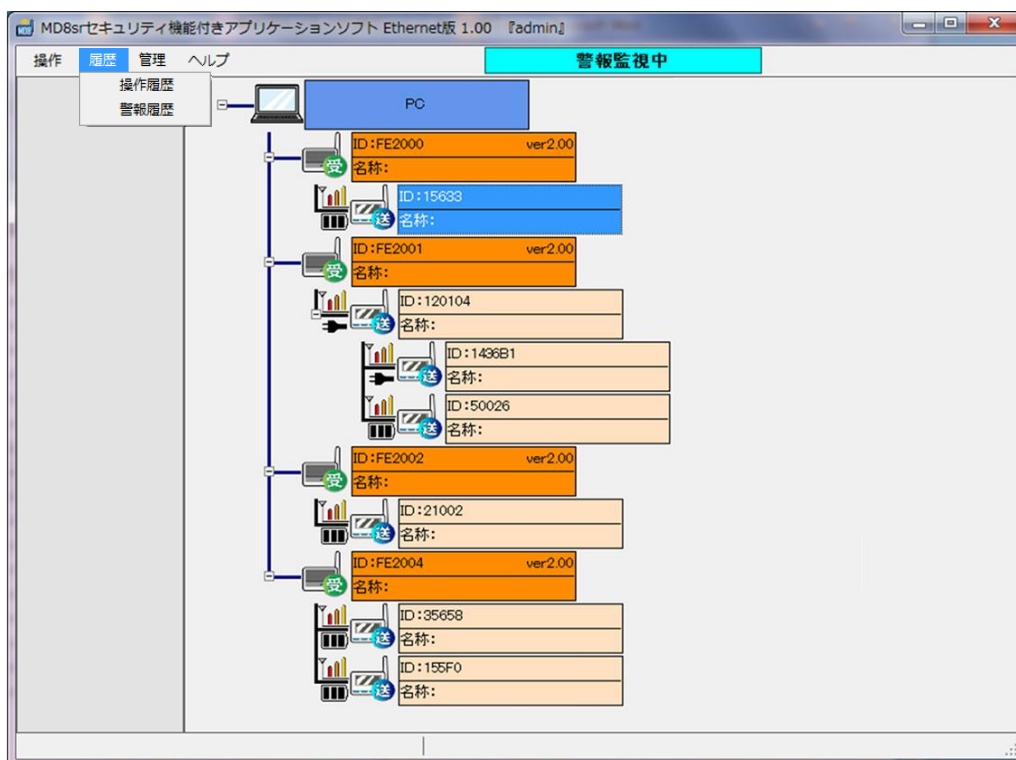 MD8srセキュリティ機能付きアプリケーションソフト Ethernet版 1.00 『admin』
操作 履歴 管理 ヘルプ 警報監視中
操作履歴
警報履歴
PC
ID:FE2000 ver2.00
受 名称:
ID:15633
送 名称:
ID:FE2001 ver2.00
受 名称:
ID:120104
送 名称:
ID:1436B1
送 名称:
ID:50026
送 名称:
ID:FE2002 ver2.00
受 名称:
ID:21002
送 名称:
ID:FE2004 ver2.00
受 名称:
ID:35658
送 名称:
ID:155F0
送 名称: